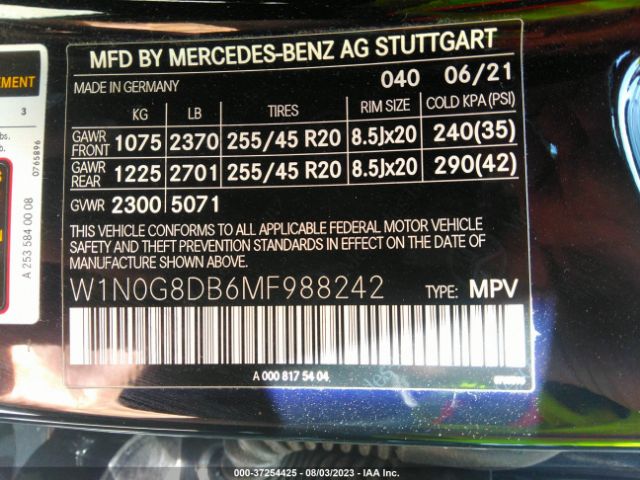 MFD BY MERCEDES-BENZ AG STUTTGART
MADE IN GERMANY 040 06/21
KG LB TIRES RIM SIZE COLD KPA (PSI)
GAWR FRONT 1075 2370 255/45 R20 8.5Jx20 240(35)
GAWR REAR 1225 2701 255/45 R20 8.5Jx20 290(42)
GVWR 2300 5071
THIS VEHICLE CONFORMS TO ALL APPLICABLE FEDERAL MOTOR VEHICLE
SAFETY AND THEFT PREVENTION STANDARDS IN EFFECT ON THE DATE OF
MANUFACTURE SHOWN ABOVE.
W1N0G8DB6MF988242 TYPE: MPV
A 000 817 54 04
EMENT
3
lbs.
0765896
A 253 584 00 08
000-37254425 - 08/03/2023 - IAA Inc.